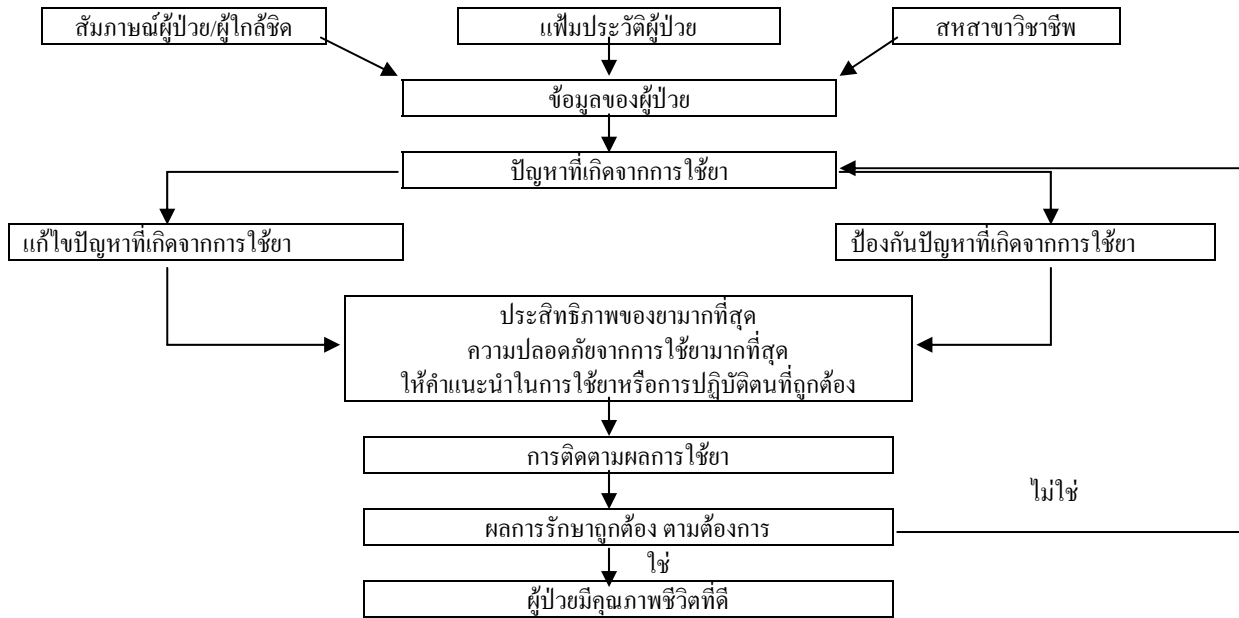 สัมภาษณ์ผู้ป่วย/ผู้ใกล้ชิด
แฟ้มประวัติผู้ป่วย
สหสาขาวิชาชีพ
ข้อมูลของผู้ป่วย
ปัญหาที่เกิดจากการใช้ยา
แก้ไขปัญหาที่เกิดจากการใช้ยา
ป้องกันปัญหาที่เกิดจากการใช้ยา
ประสิทธิภาพของยามากที่สุด
ความปลอดภัยจากการใช้ยามากที่สุด
ให้คำแนะนำในการใช้ยาหรือการปฏิบัติตนที่ถูกต้อง
การติดตามผลการใช้ยา
ไม่ใช่
ผลการรักษาถูกต้อง ตามต้องการ
ใช่
ผู้ป่วยมีคุณภาพชีวิตที่ดี